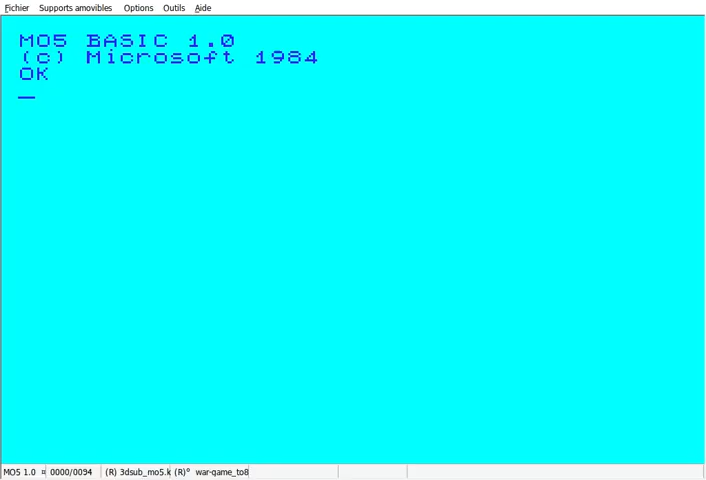 Fichier Supports amovibles Options Outils Aide
MO5 BASIC 1.0
(c) Microsoft 1984
OK
MO5 1.0 ¤ 0000/0094 (R) 3dsub_mo5.k (R)° war-game_to8